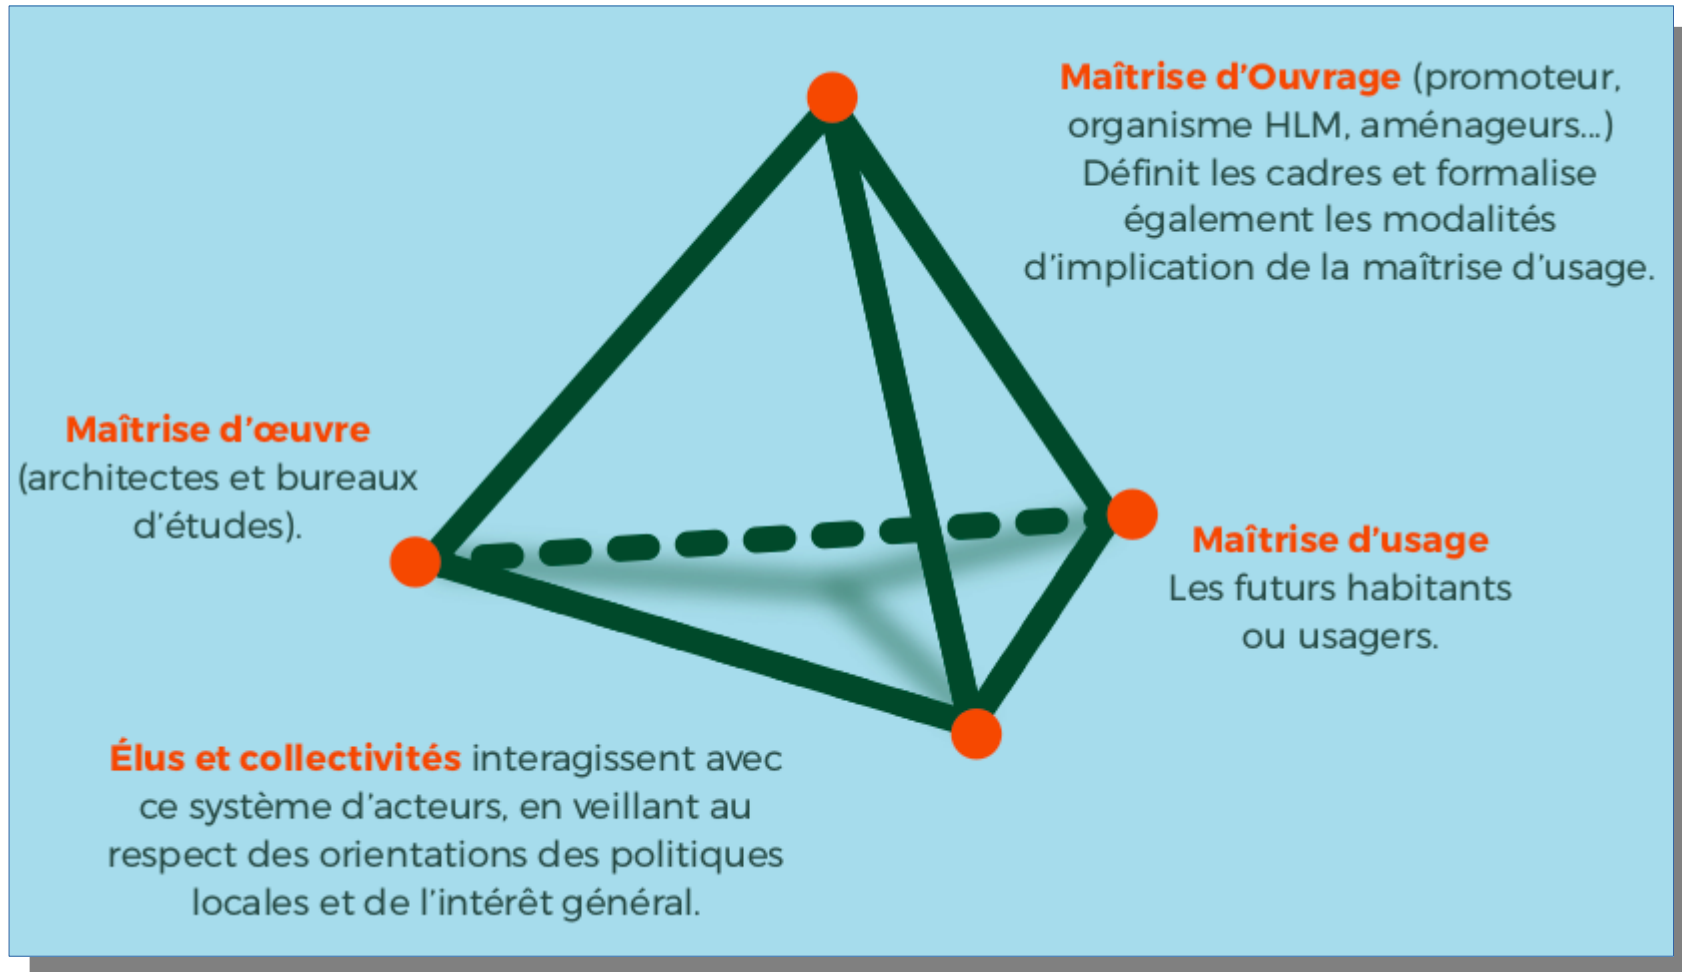 Maîtrise d'Ouvrage (promoteur,
organisme HLM, aménageurs...)
Définit les cadres et formalise
également les modalités
d'implication de la maîtrise d'usage.
Maîtrise d'œuvre
(architectes et bureaux
d'études).
Maîtrise d'usage
Les futurs habitants
ou usagers.
Élus et collectivités interagissent avec
ce système d'acteurs, en veillant au
respect des orientations des politiques
locales et de l'intérêt général.